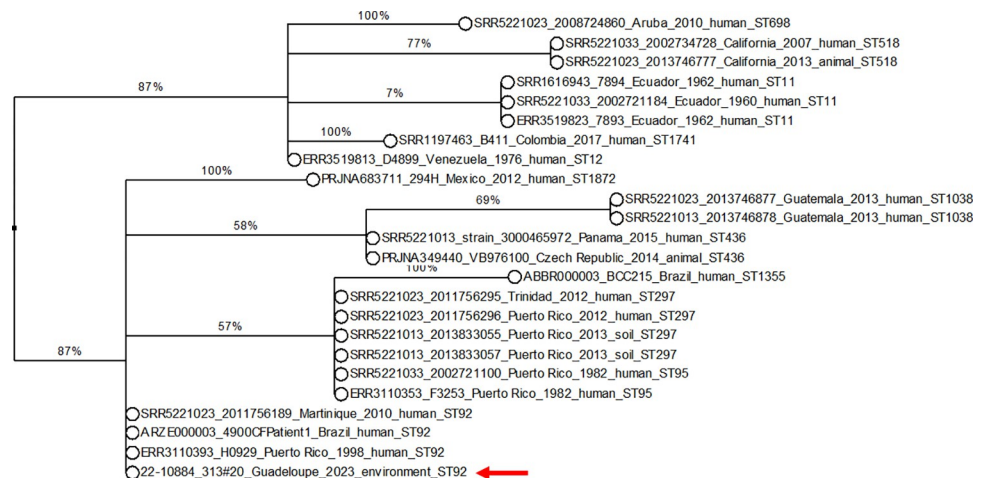 100%
SRR5221023_2008724860_Aruba_2010_human_ST698
77%
SRR5221033_2002734728_California_2007_human_ST518
SRR5221033_2013746777_California_2013_animal_ST518
87%
7%
SRR1616943_7894_Ecuador_1962_human_ST11
SRR5221033_2002721184_Ecuador_1960_human_ST11
ERR3519823_7893_Ecuador_1962_human_ST11
100%
SRR1197463_B411_Colombia_2017_human_ST1741
ERR3519813_D4899_Venezuela_1976_human_ST12
100%
PRJNA683711_294H_Mexico_2012_human_ST1872
69%
SRR5221023_2013746877_Guatemala_2013_human_ST1038
SRR5221013_2013746878_Guatemala_2013_human_ST1038
58%
SRR5221013_strain_3000465972_Panama_2015_human_ST436
PRJNA349440_VB976100_Czech Republic_2014_animal_ST436
100%
ABBR000003_BCC215_Brazil_human_ST1355
SRR5221023_2011756295_Trinidad_2012_human_ST297
SRR5221023_2011756296_Puerto Rico_2012_human_ST297
57%
SRR5221013_2013833055_Puerto Rico_2013_soil_ST297
SRR5221013_2013833057_Puerto Rico_2013_soil_ST297
87%
SRR5221033_2002721100_Puerto Rico_1982_human_ST95
ERR3110353_F3253_Puerto Rico_1982_human_ST95
SRR5221023_2011756189_Martinique_2010_human_ST92
ARZE000003_4900CFPatient1_Brazil_human_ST92
ERR3110393_H0929_Puerto Rico_1998_human_ST92
22-10884_313#20_Guadeloupe_2023_environment_ST92